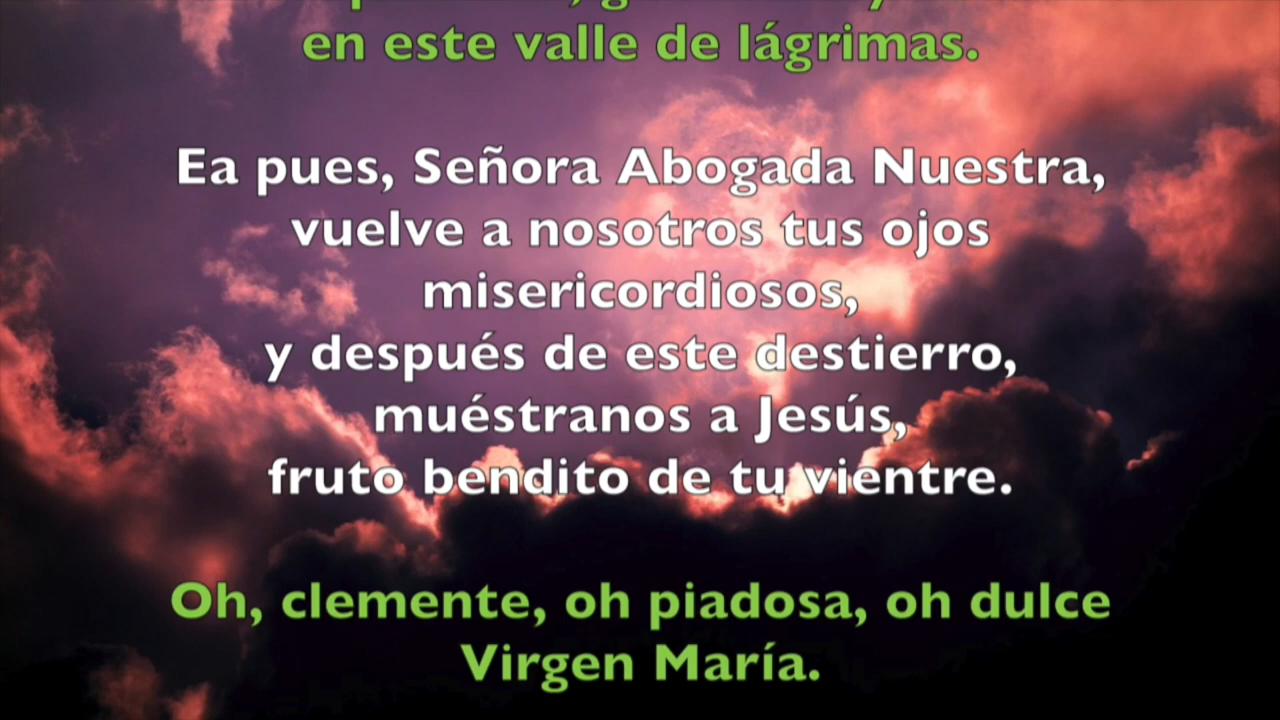 en este valle de lágrimas.
Ea pues, Señora Abogada Nuestra,
vuelve a nosotros tus ojos
misericordiosos,
y después de este destierro,
muéstranos a Jesús,
fruto bendito de tu vientre.
Oh, clemente, oh piadosa, oh dulce
Virgen María.